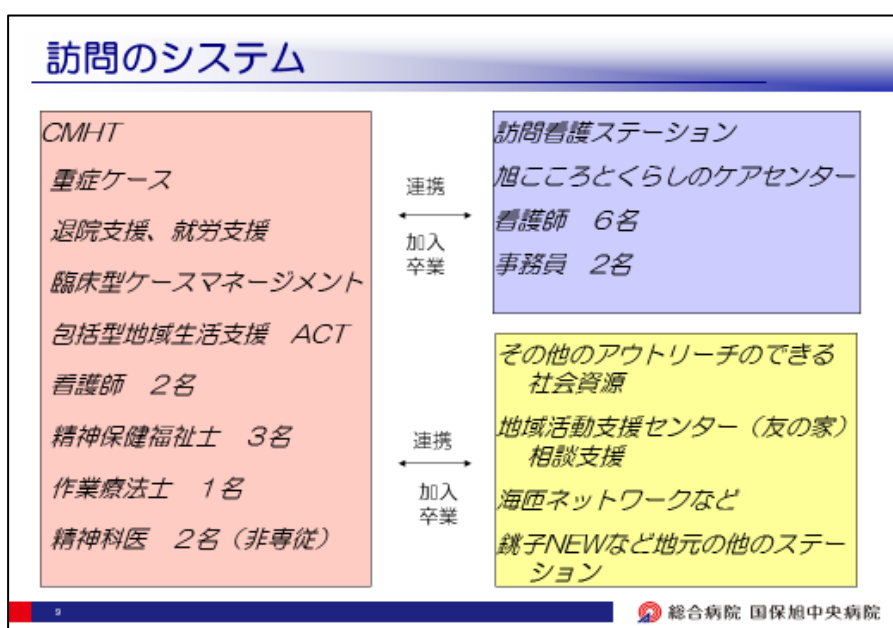 訪問のシステム
CMHT
重症ケース
退院支援、就労支援
臨床型ケースマネージメント
包括型地域生活支援 ACT
看護師 2名
精神保健福祉士 3名
作業療法士 1名
精神科医 2名(非専従)
連携
加入
卒業
訪問看護ステーション
旭こころとくらしのケアセンター
看護師 6名
事務員 2名
連携
加入
卒業
その他のアウトリーチのできる
社会資源
地域活動支援センター(友の家)
相談支援
海匝ネットワークなど
銚子NEWなど地元の他のステー
ション
9
総合病院 国保旭中央病院